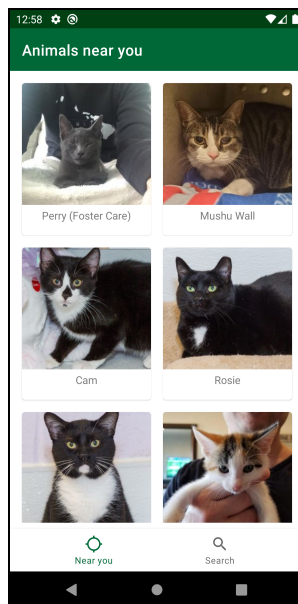 12:58
Animals near you
Perry (Foster Care)
Mushu Wall
Cam
Rosie
Near you
Search